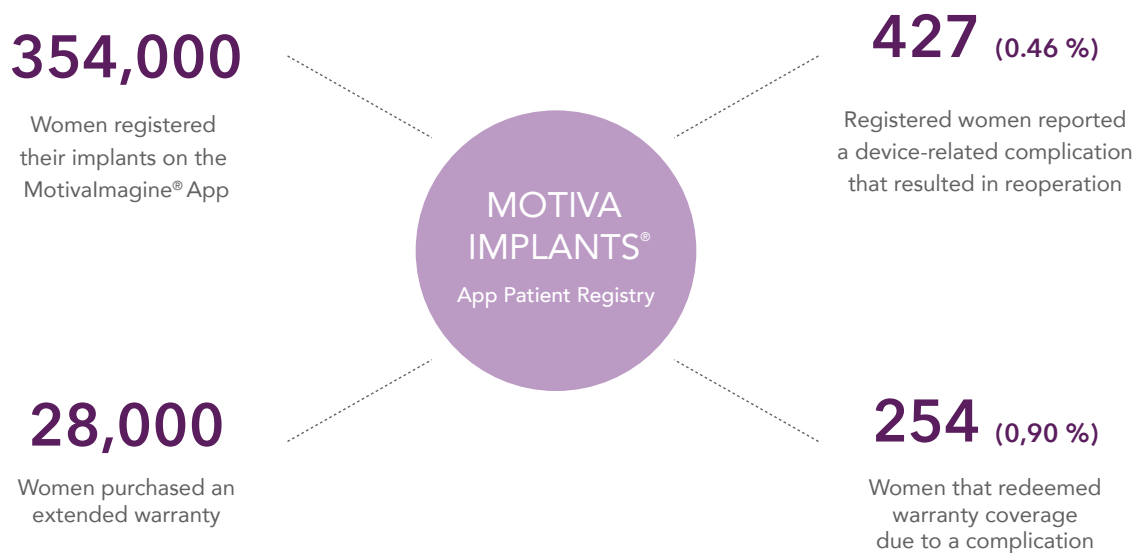 354,000
Women registered
their implants on the
MotivaImagine® App
427 (0.46 %)
Registered women reported
a device-related complication
that resulted in reoperation
MOTIVA
IMPLANTS®
App Patient Registry
28,000
Women purchased an
extended warranty
254 (0,90 %)
Women that redeemed
warranty coverage
due to a complication